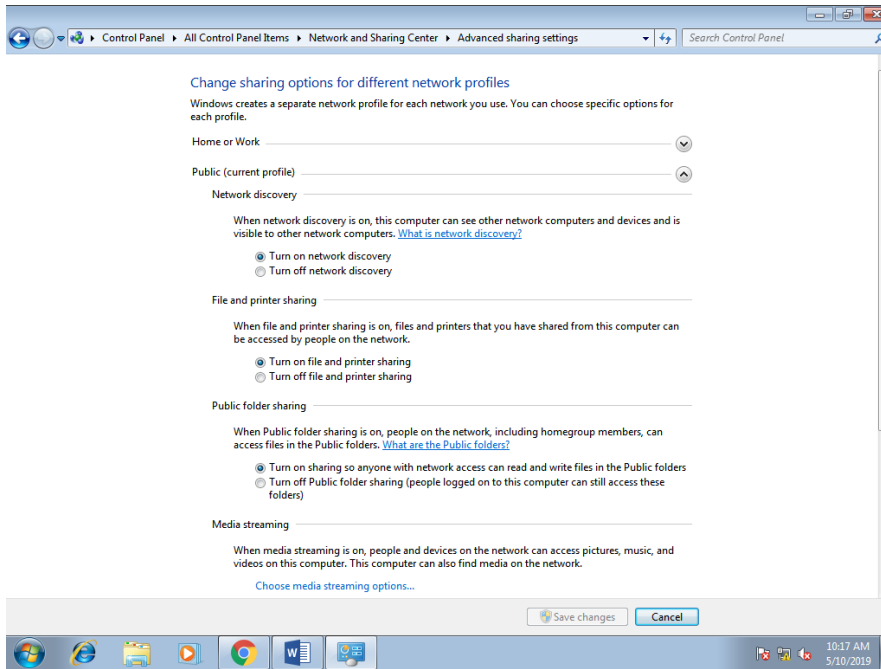 Control Panel ▸ All Control Panel Items ▸ Network and Sharing Center ▸ Advanced sharing settings
Search Control Panel
Change sharing options for different network profiles
Windows creates a separate network profile for each network you use. You can choose specific options for
each profile.
Home or Work
Public (current profile)
Network discovery
When network discovery is on, this computer can see other network computers and devices and is
visible to other network computers. What is network discovery?
Turn on network discovery
Turn off network discovery
File and printer sharing
When file and printer sharing is on, files and printers that you have shared from this computer can
be accessed by people on the network.
Turn on file and printer sharing
Turn off file and printer sharing
Public folder sharing
When Public folder sharing is on, people on the network, including homegroup members, can
access files in the Public folders. What are the Public folders?
Turn on sharing so anyone with network access can read and write files in the Public folders
Turn off Public folder sharing (people logged on to this computer can still access these
folders)
Media streaming
When media streaming is on, people and devices on the network can access pictures, music, and
videos on this computer. This computer can also find media on the network.
Choose media streaming options...
Save changes
Cancel
10:17 AM
5/10/2019